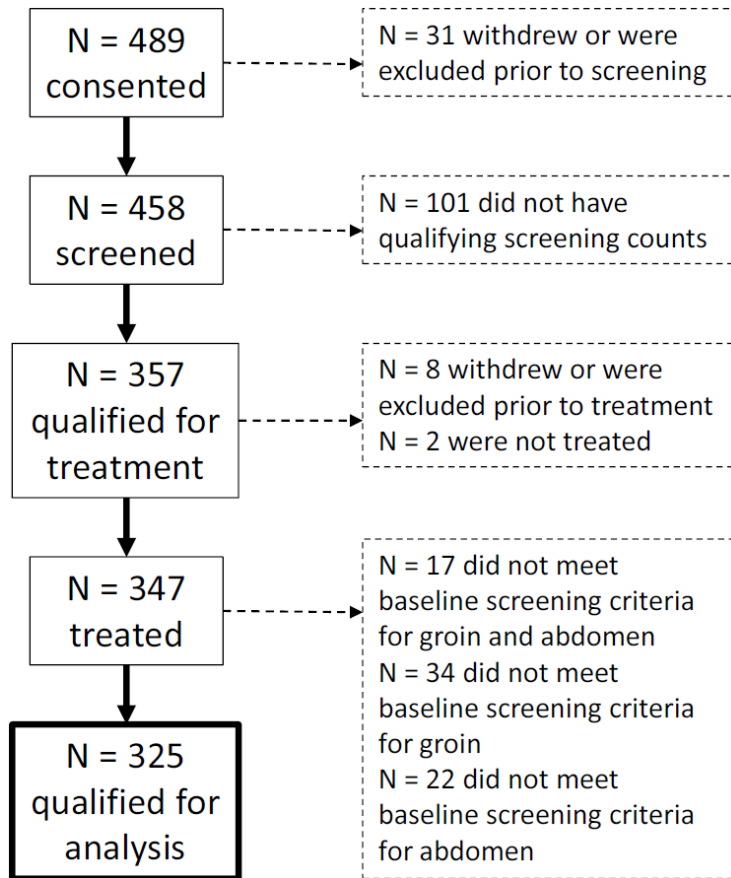 N = 489
consented
N = 31 withdrew or were
excluded prior to screening
N = 458
screened
N = 101 did not have
qualifying screening counts
N = 357
qualified for
treatment
N = 8 withdrew or were
excluded prior to treatment
N = 2 were not treated
N = 347
treated
N = 17 did not meet
baseline screening criteria
for groin and abdomen
N = 34 did not meet
baseline screening criteria
for groin
N = 22 did not meet
baseline screening criteria
for abdomen
N = 325
qualified for
analysis